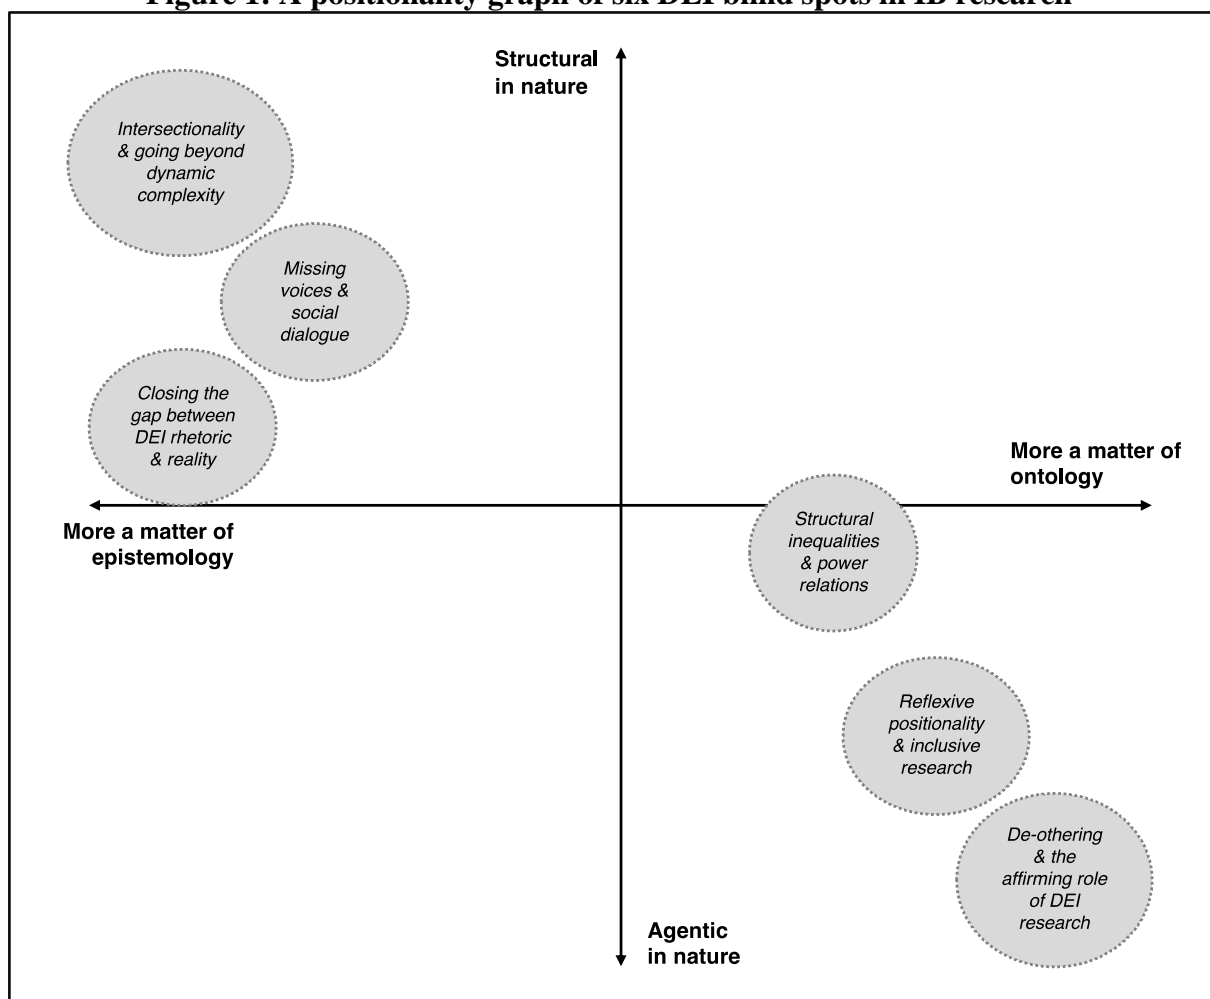 Figure 1: A positionality graph of six DEI blind spots in IB research
Structural
in nature
Intersectionality
& going beyond
dynamic
complexity
Missing
voices &
social
dialogue
Closing the
gap between
DEI rhetoric
& reality
More a matter of
ontology
More a matter of
epistemology
Structural
inequalities
& power
relations
Reflexive
positionality
& inclusive
research
De-othering
& the
affirming role
of DEI
research
Agentic
in nature